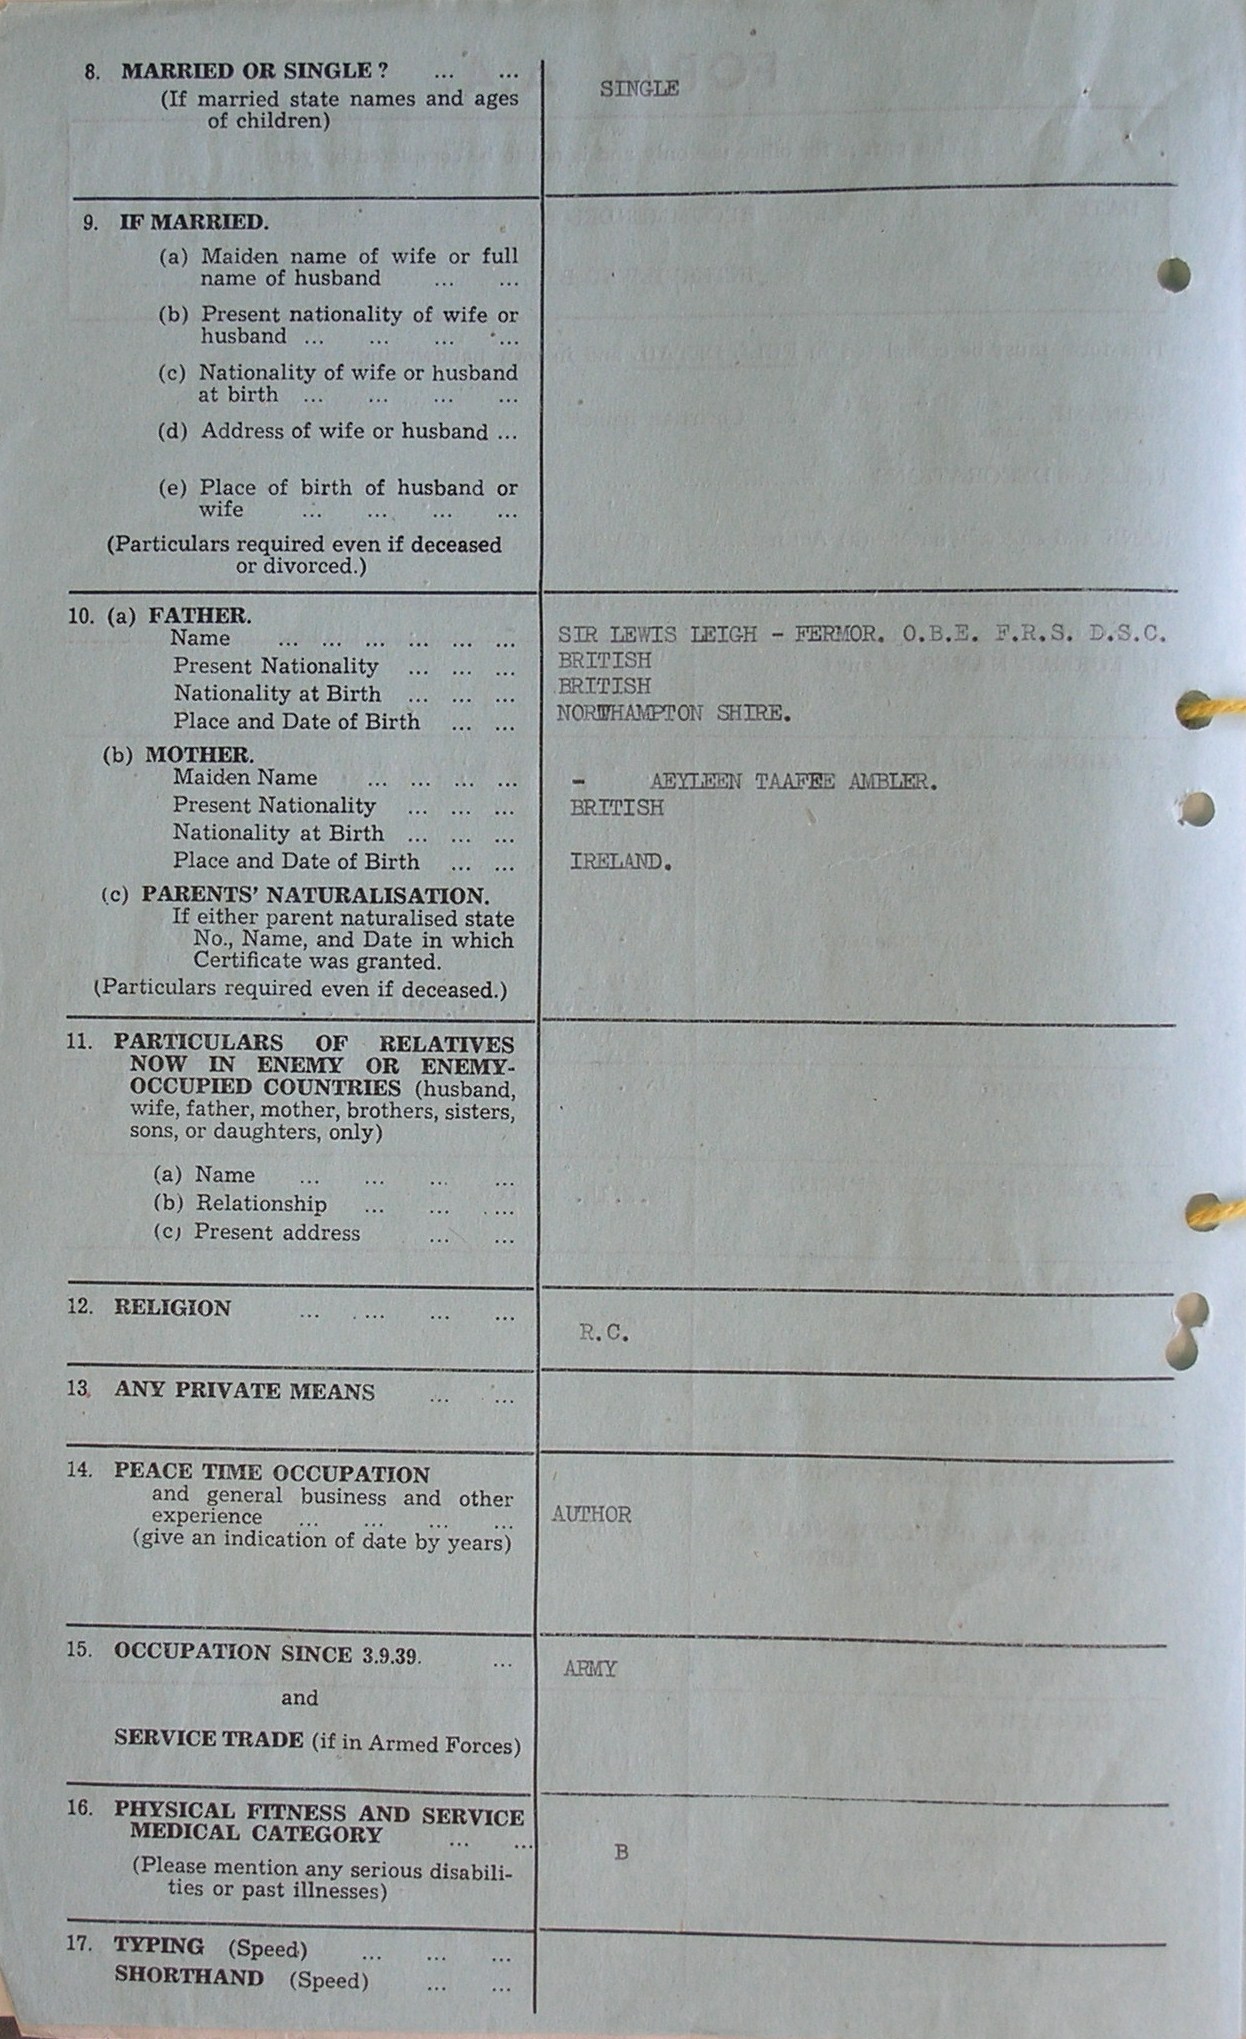 8. MARRIED OR SINGLE ? ... ... SINGLE
(If married state names and ages
of children)
9. IF MARRIED.
(a) Maiden name of wife or full
name of husband ... ...
(b) Present nationality of wife or
husband ... ... ... ...
(c) Nationality of wife or husband
at birth ... ... ... ...
(d) Address of wife or husband ...
(e) Place of birth of husband or
wife ... ... ... ...
(Particulars required even if deceased
or divorced.)
10. (a) FATHER.
Name ... ... ... ... ... ... SIR LEWIS LEIGH - FERMOR. O.B.E. F.R.S. D.S.C.
Present Nationality ... ... ... BRITISH
Nationality at Birth ... ... ... BRITISH
Place and Date of Birth ... ... NORTHAMPTON SHIRE.
(b) MOTHER.
Maiden Name ... ... ... ... - AEYLEEN TAAFEE AMBLER.
Present Nationality ... ... ... BRITISH
Nationality at Birth ... ... ...
Place and Date of Birth ... ... IRELAND.
(c) PARENTS' NATURALISATION.
If either parent naturalised state
No., Name, and Date in which
Certificate was granted.
(Particulars required even if deceased.)
11. PARTICULARS OF RELATIVES
NOW IN ENEMY OR ENEMY-
OCCUPIED COUNTRIES (husband,
wife, father, mother, brothers, sisters,
sons, or daughters, only)
(a) Name ... ... ... ...
(b) Relationship ... ... ...
(c) Present address ... ...
12. RELIGION ... ... ... ...
R.C.
13. ANY PRIVATE MEANS ... ...
14. PEACE TIME OCCUPATION
and general business and other
experience ... ... ... ... AUTHOR
(give an indication of date by years)
15. OCCUPATION SINCE 3.9.39. ... ARMY
and
SERVICE TRADE (if in Armed Forces)
16. PHYSICAL FITNESS AND SERVICE
MEDICAL CATEGORY ... ... B
(Please mention any serious disabili-
ties or past illnesses)
17. TYPING (Speed) ... ... ...
SHORTHAND (Speed) ... ...